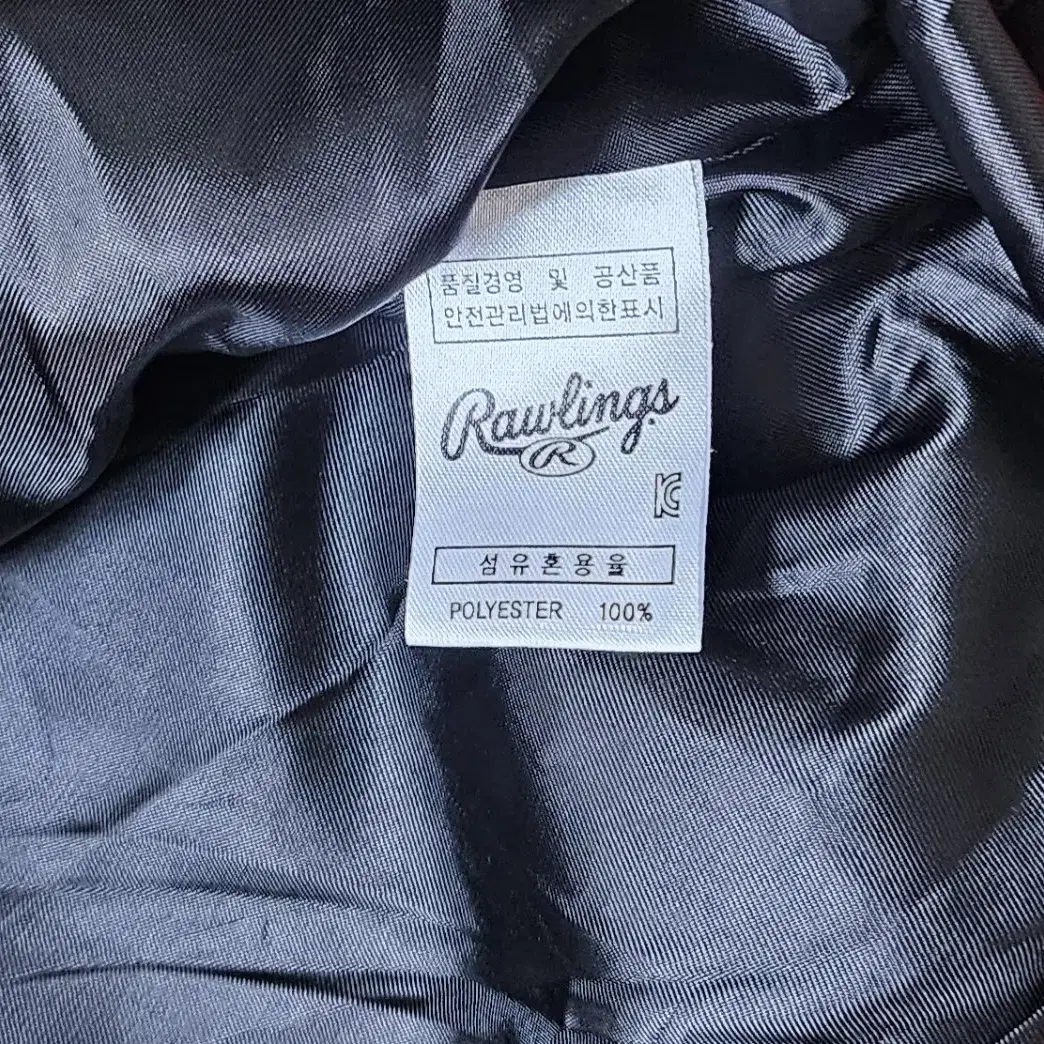 품질경영 및 공산품
안전관리법에의한표시
Rawlings
R
KC
섬유혼용율
POLYESTER 100%